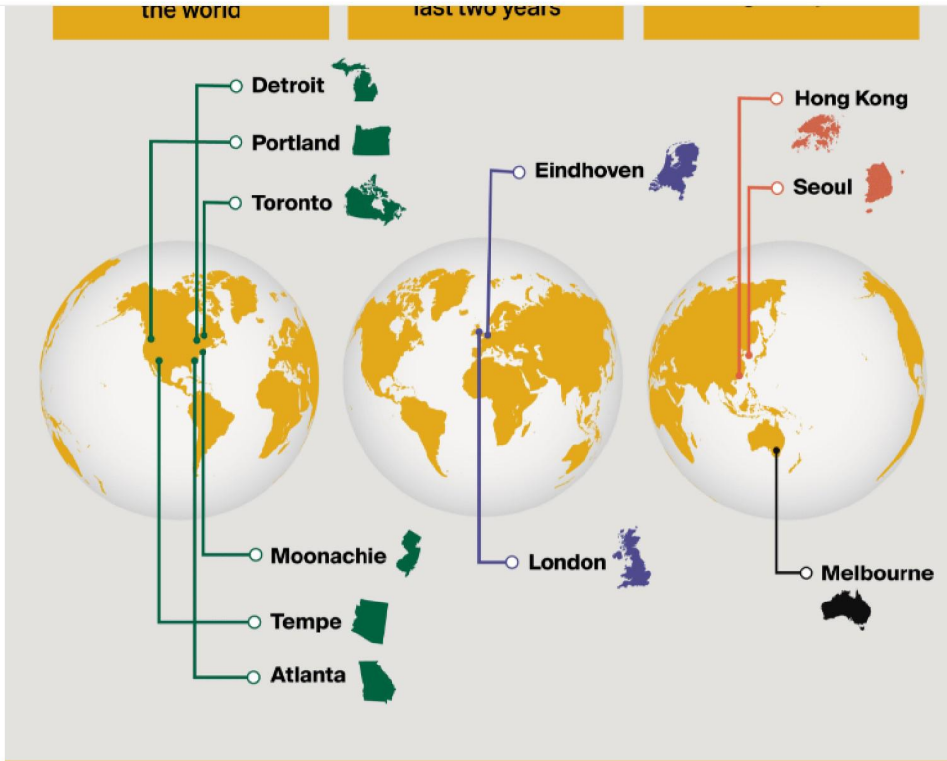 the world
last two years
Detroit
Portland
Toronto
Moonachie
Tempe
Atlanta
Eindhoven
London
Hong Kong
Seoul
Melbourne